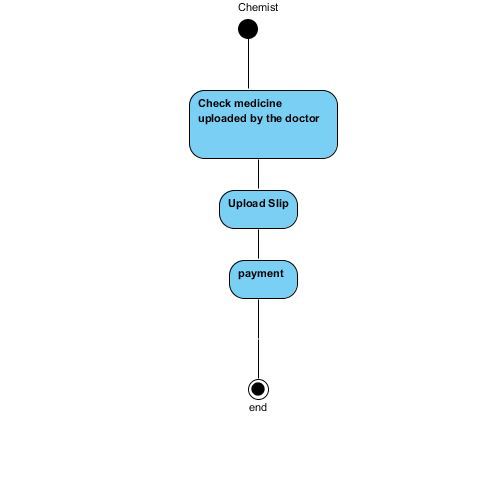 Chemist
Check medicine
uploaded by the doctor
Upload Slip
payment
end